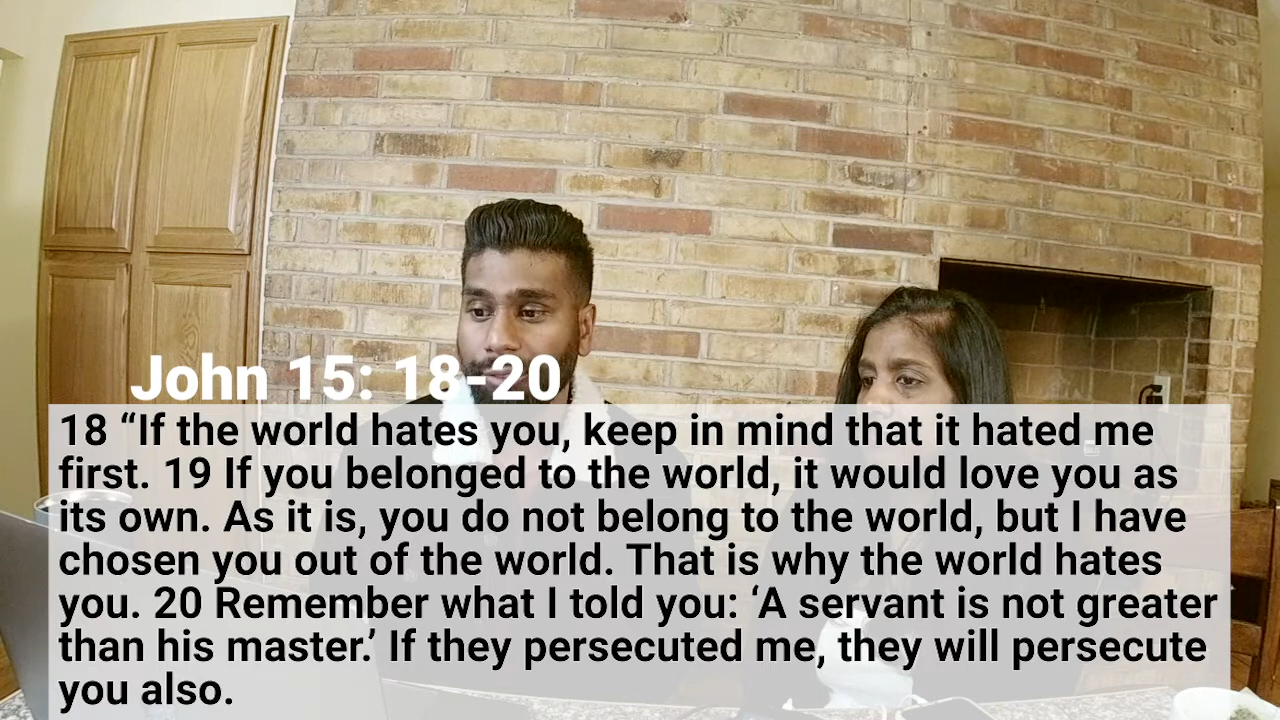 John 15: 18-20
18 “If the world hates you, keep in mind that it hated me
first. 19 If you belonged to the world, it would love you as
its own. As it is, you do not belong to the world, but I have
chosen you out of the world. That is why the world hates
you. 20 Remember what I told you: ‘A servant is not greater
than his master.’ If they persecuted me, they will persecute
you also.